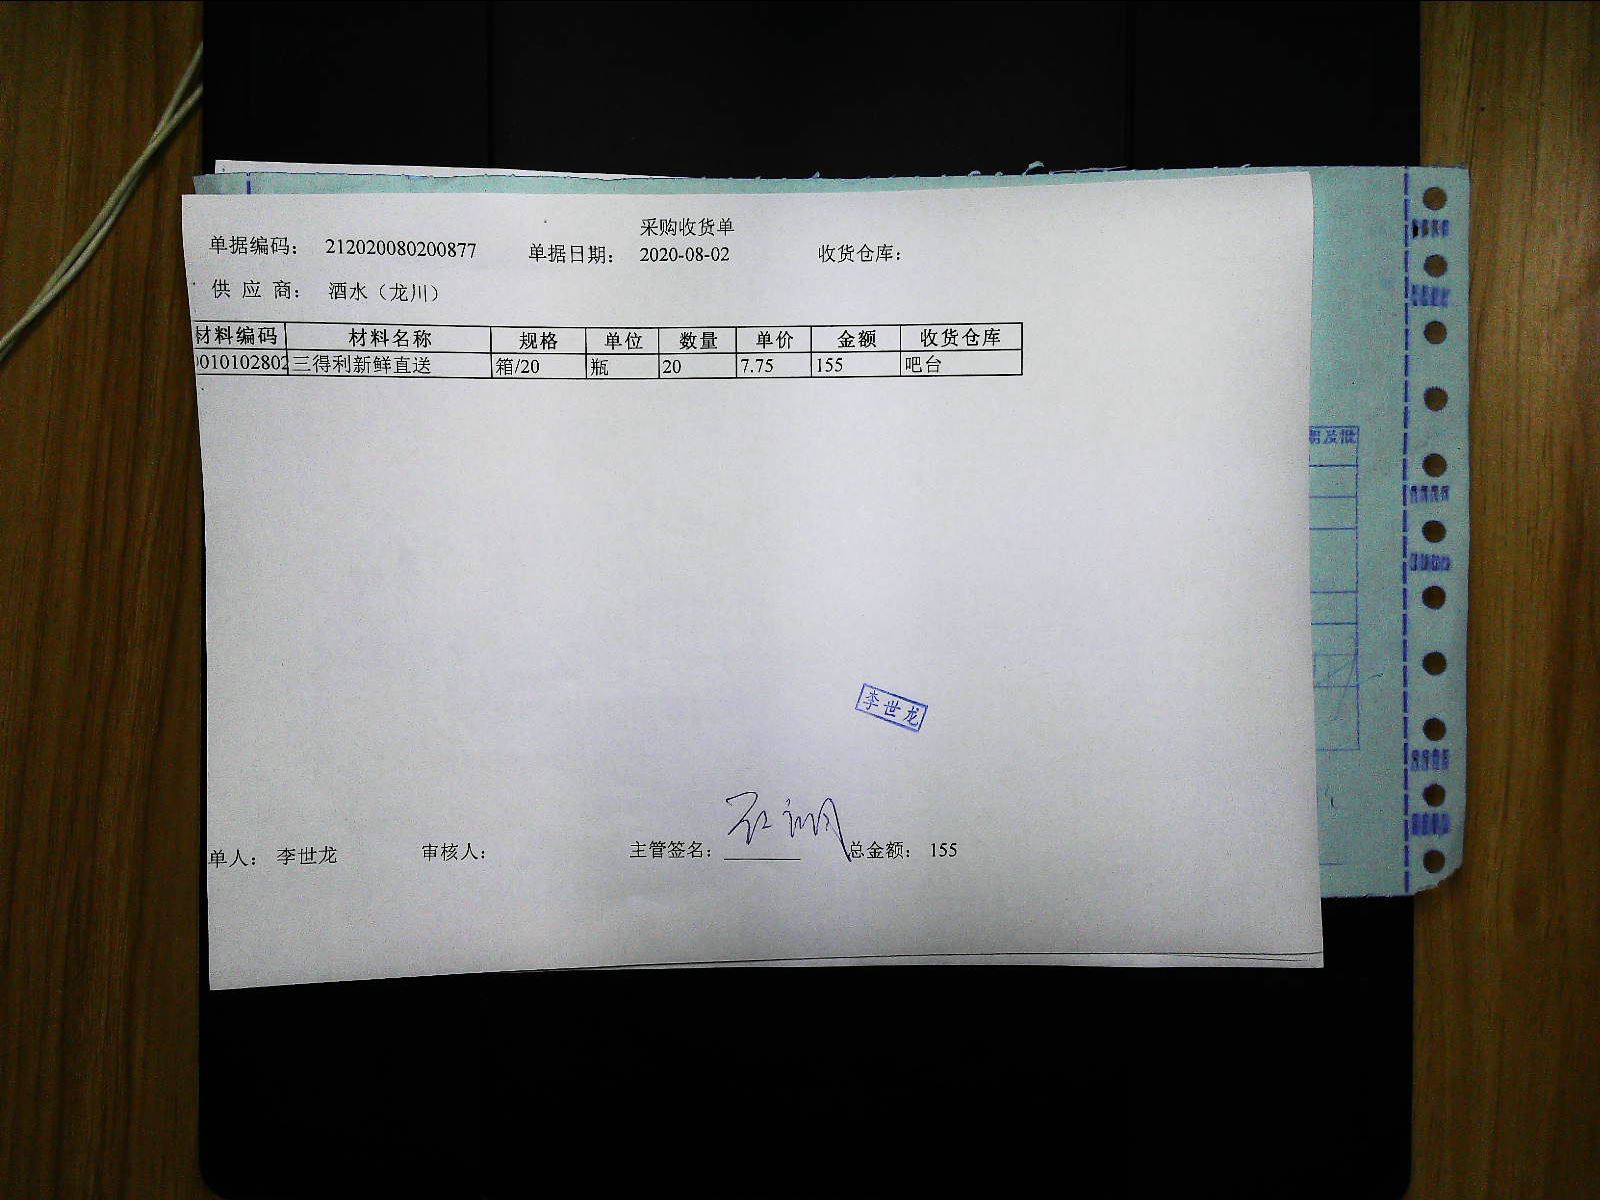 采购收货单
单据编码： 212020080200877 单据日期： 2020-08-02 收货仓库：
供 应 商： 酒水（龙川）
材料编码 材料名称 规格 单位 数量 单价 金额 收货仓库
010102802 三得利新鲜直送 箱/20 瓶 20 7.75 155 吧台
李世龙
单人： 李世龙 审核人： 主管签名： 总金额： 155